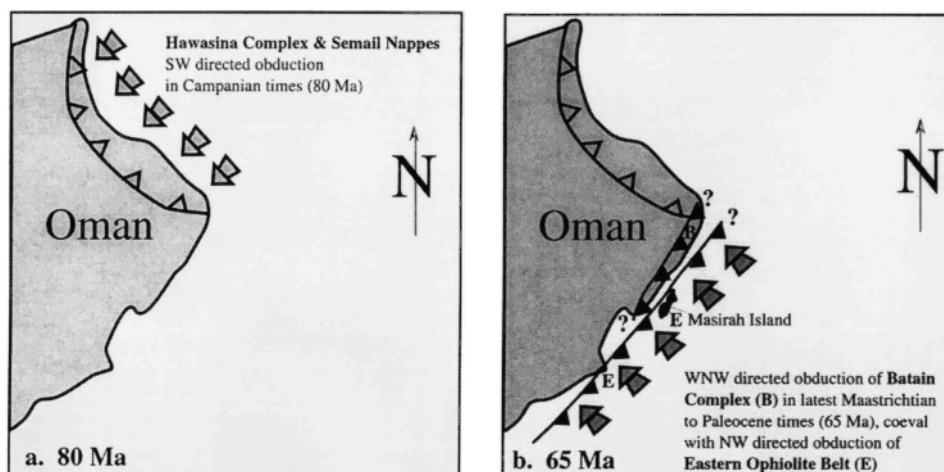 Hawasina Complex & Semail Nappes
SW directed obduction
in Campanian times (80 Ma)
N
Oman
a. 80 Ma
?
?
B
N
Oman
?
E Masirah Island
E
WNW directed obduction of Batain
Complex (B) in latest Maastrichtian
to Paleocene times (65 Ma), coeval
with NW directed obduction of
Eastern Ophiolite Belt (E)
b. 65 Ma